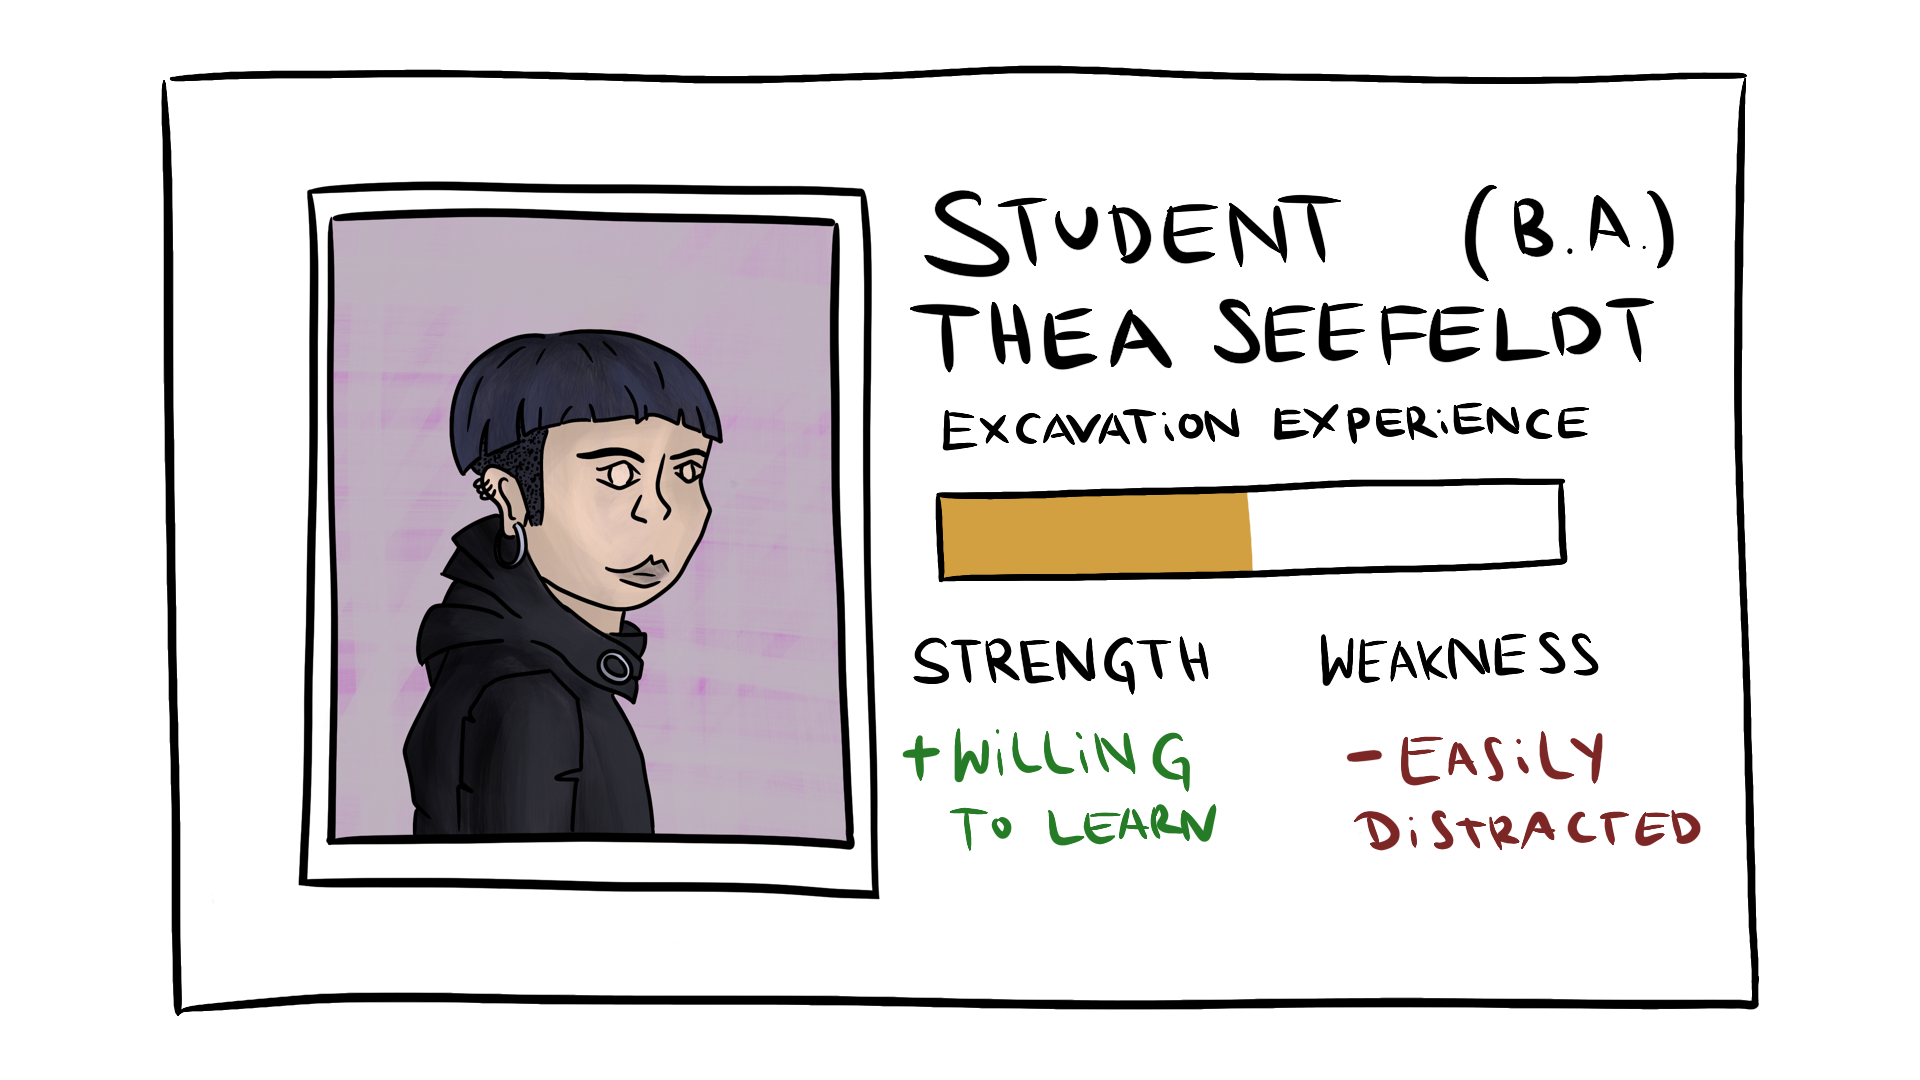 STUDENT (B.A.)
THEA SEEFELDT
EXCAVATiON EXPERiENCE
STRENGTH WEAKNESS
+ WiLLiNG - EASiLY
TO LEARN DiSTRACTED